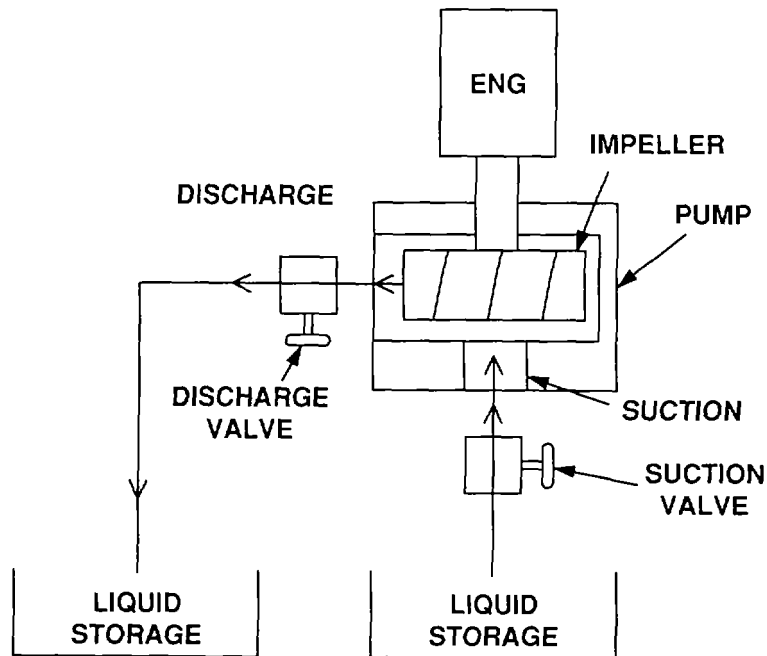 ENG
IMPELLER
DISCHARGE
PUMP
DISCHARGE
VALVE
SUCTION
SUCTION
VALVE
LIQUID
STORAGE
LIQUID
STORAGE